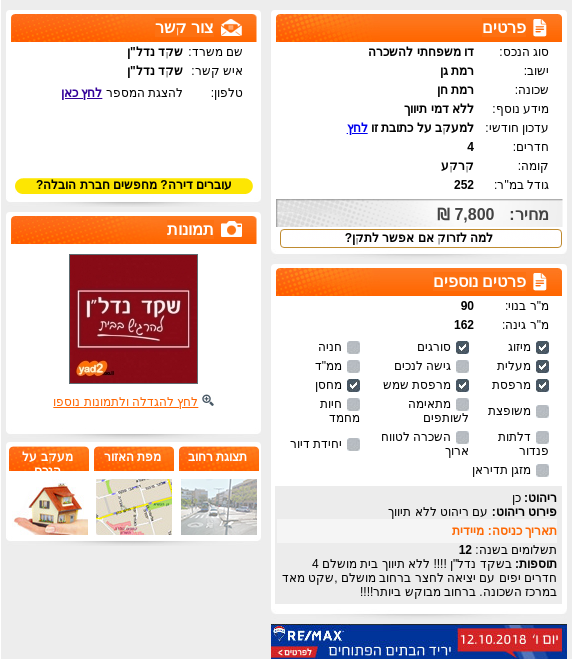 פרטים
סוג הנכס: דו משפחתי להשכרה
ישוב: רמת גן
שכונה: רמת חן
מידע נוסף: ללא דמי תיווך
עדכון חודשי: למעקב על כתובת זו לחץ
חדרים: 4
קומה: קרקע
גודל במ"ר: 252
מחיר: 7,800 ₪
למה לזרוק אם אפשר לתקן?
פרטים נוספים
מ"ר בנוי: 90
מ"ר גינה: 162
מיזוג סורגים חניה
מעלית גישה לנכים ממ"ד
מרפסת מרפסת שמש מחסן
משופצת מתאימה לשותפים חיות מחמד
דלתות פנדור השכרה לטווח ארוך יחידת דיור
מזגן תדיראן
ריהוט: כן
פירוט ריהוט: עם ריהוט ללא תיווך
תאריך כניסה: מיידית
תשלומים בשנה: 12
תוספות: בשקד נדל"ן !!!! ללא תיווך בית מושלם 4
חדרים יפים עם יציאה לחצר ברחוב מושלם ,שקט מאד
במרכז השכונה. ברחוב מבוקש ביותר!!!!
RE/MAX
יום ו' 12.10.2018
יריד הבתים הפתוחים
לפרטים >
צור קשר
שם משרד: שקד נדל"ן
איש קשר: שקד נדל"ן
טלפון: להצגת המספר לחץ כאן
עוברים דירה? מחפשים חברת הובלה?
תמונות
שקד נדל"ן
להרגיש בבית
yad2
לחץ להגדלה ולתמונות נוספו
תצוגת רחוב
מפת האזור
מעקב על
הנכס